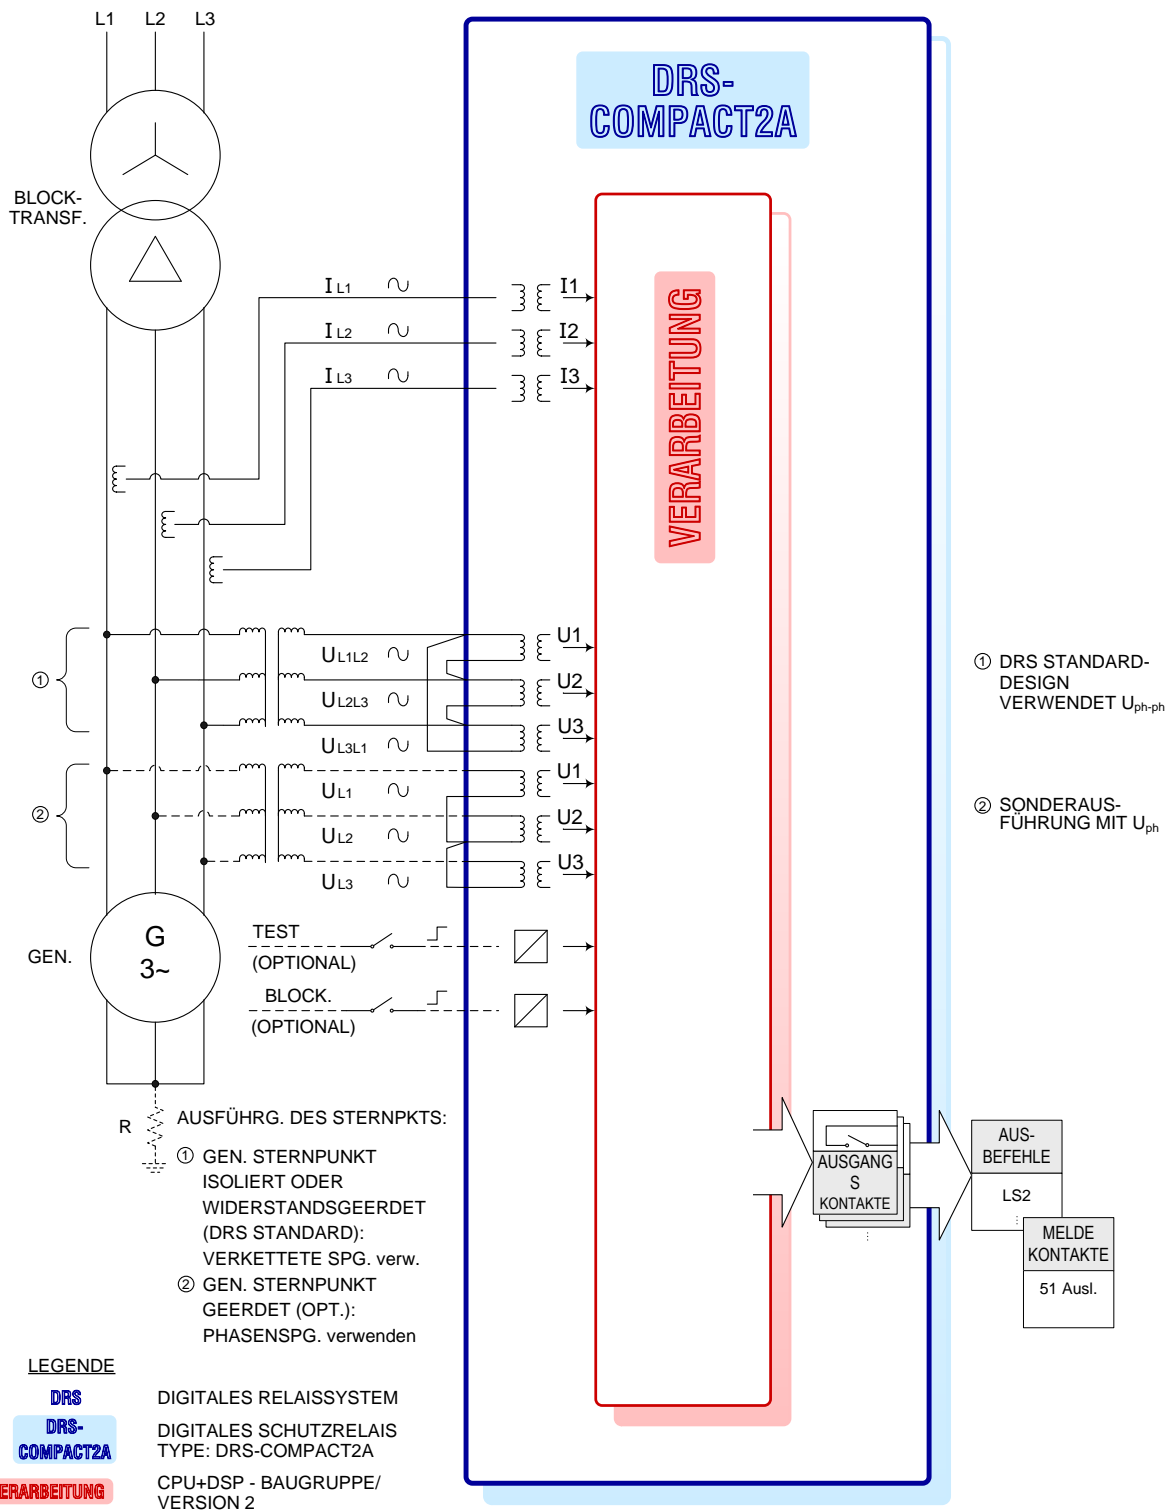 L1 L2 L3
DRS-
COMPACT2A
BLOCK-
TRANSF.
VERARBEITUNG
I L1 I1
I L2 I2
I L3 I3
U L1L2 U1
U L2L3 U2
U L3L1 U3
①
U L1 U1
U L2 U2
U L3 U3
②
① DRS STANDARD-
DESIGN
VERWENDET Uph-ph
② SONDERAUS-
FÜHRUNG MIT Uph
GEN.
G
3~
TEST
(OPTIONAL)
BLOCK.
(OPTIONAL)
R
AUSFÜHRG. DES STERNPKTS:
① GEN. STERNPUNKT
ISOLIERT ODER
WIDERSTANDSGEERDET
(DRS STANDARD):
VERKETTETE SPG. verw.
② GEN. STERNPUNKT
GEERDET (OPT.):
PHASENSPG. verwenden
AUSGANG
S
KONTAKTE
AUS-
BEFEHLE
LS2
MELDE
KONTAKTE
51 Ausl.
LEGENDE
DRS DIGITALES RELAISSYSTEM
DRS-
COMPACT2A
DIGITALES SCHUTZRELAIS
TYPE: DRS-COMPACT2A
ERARBEITUNG
CPU+DSP - BAUGRUPPE/
VERSION 2